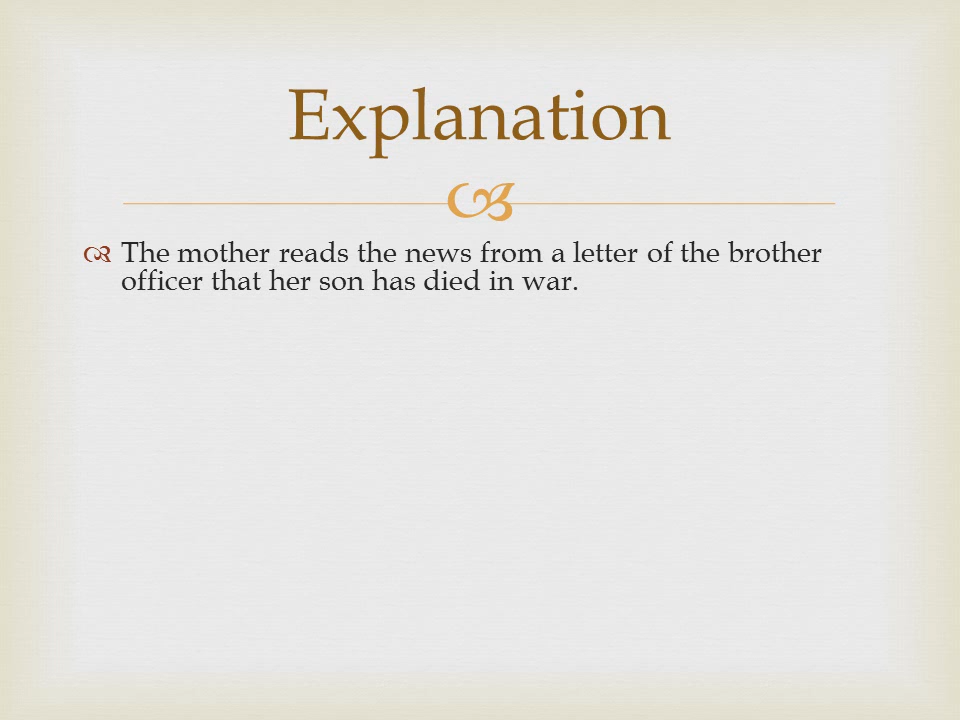 Explanation
The mother reads the news from a letter of the brother
officer that her son has died in war.